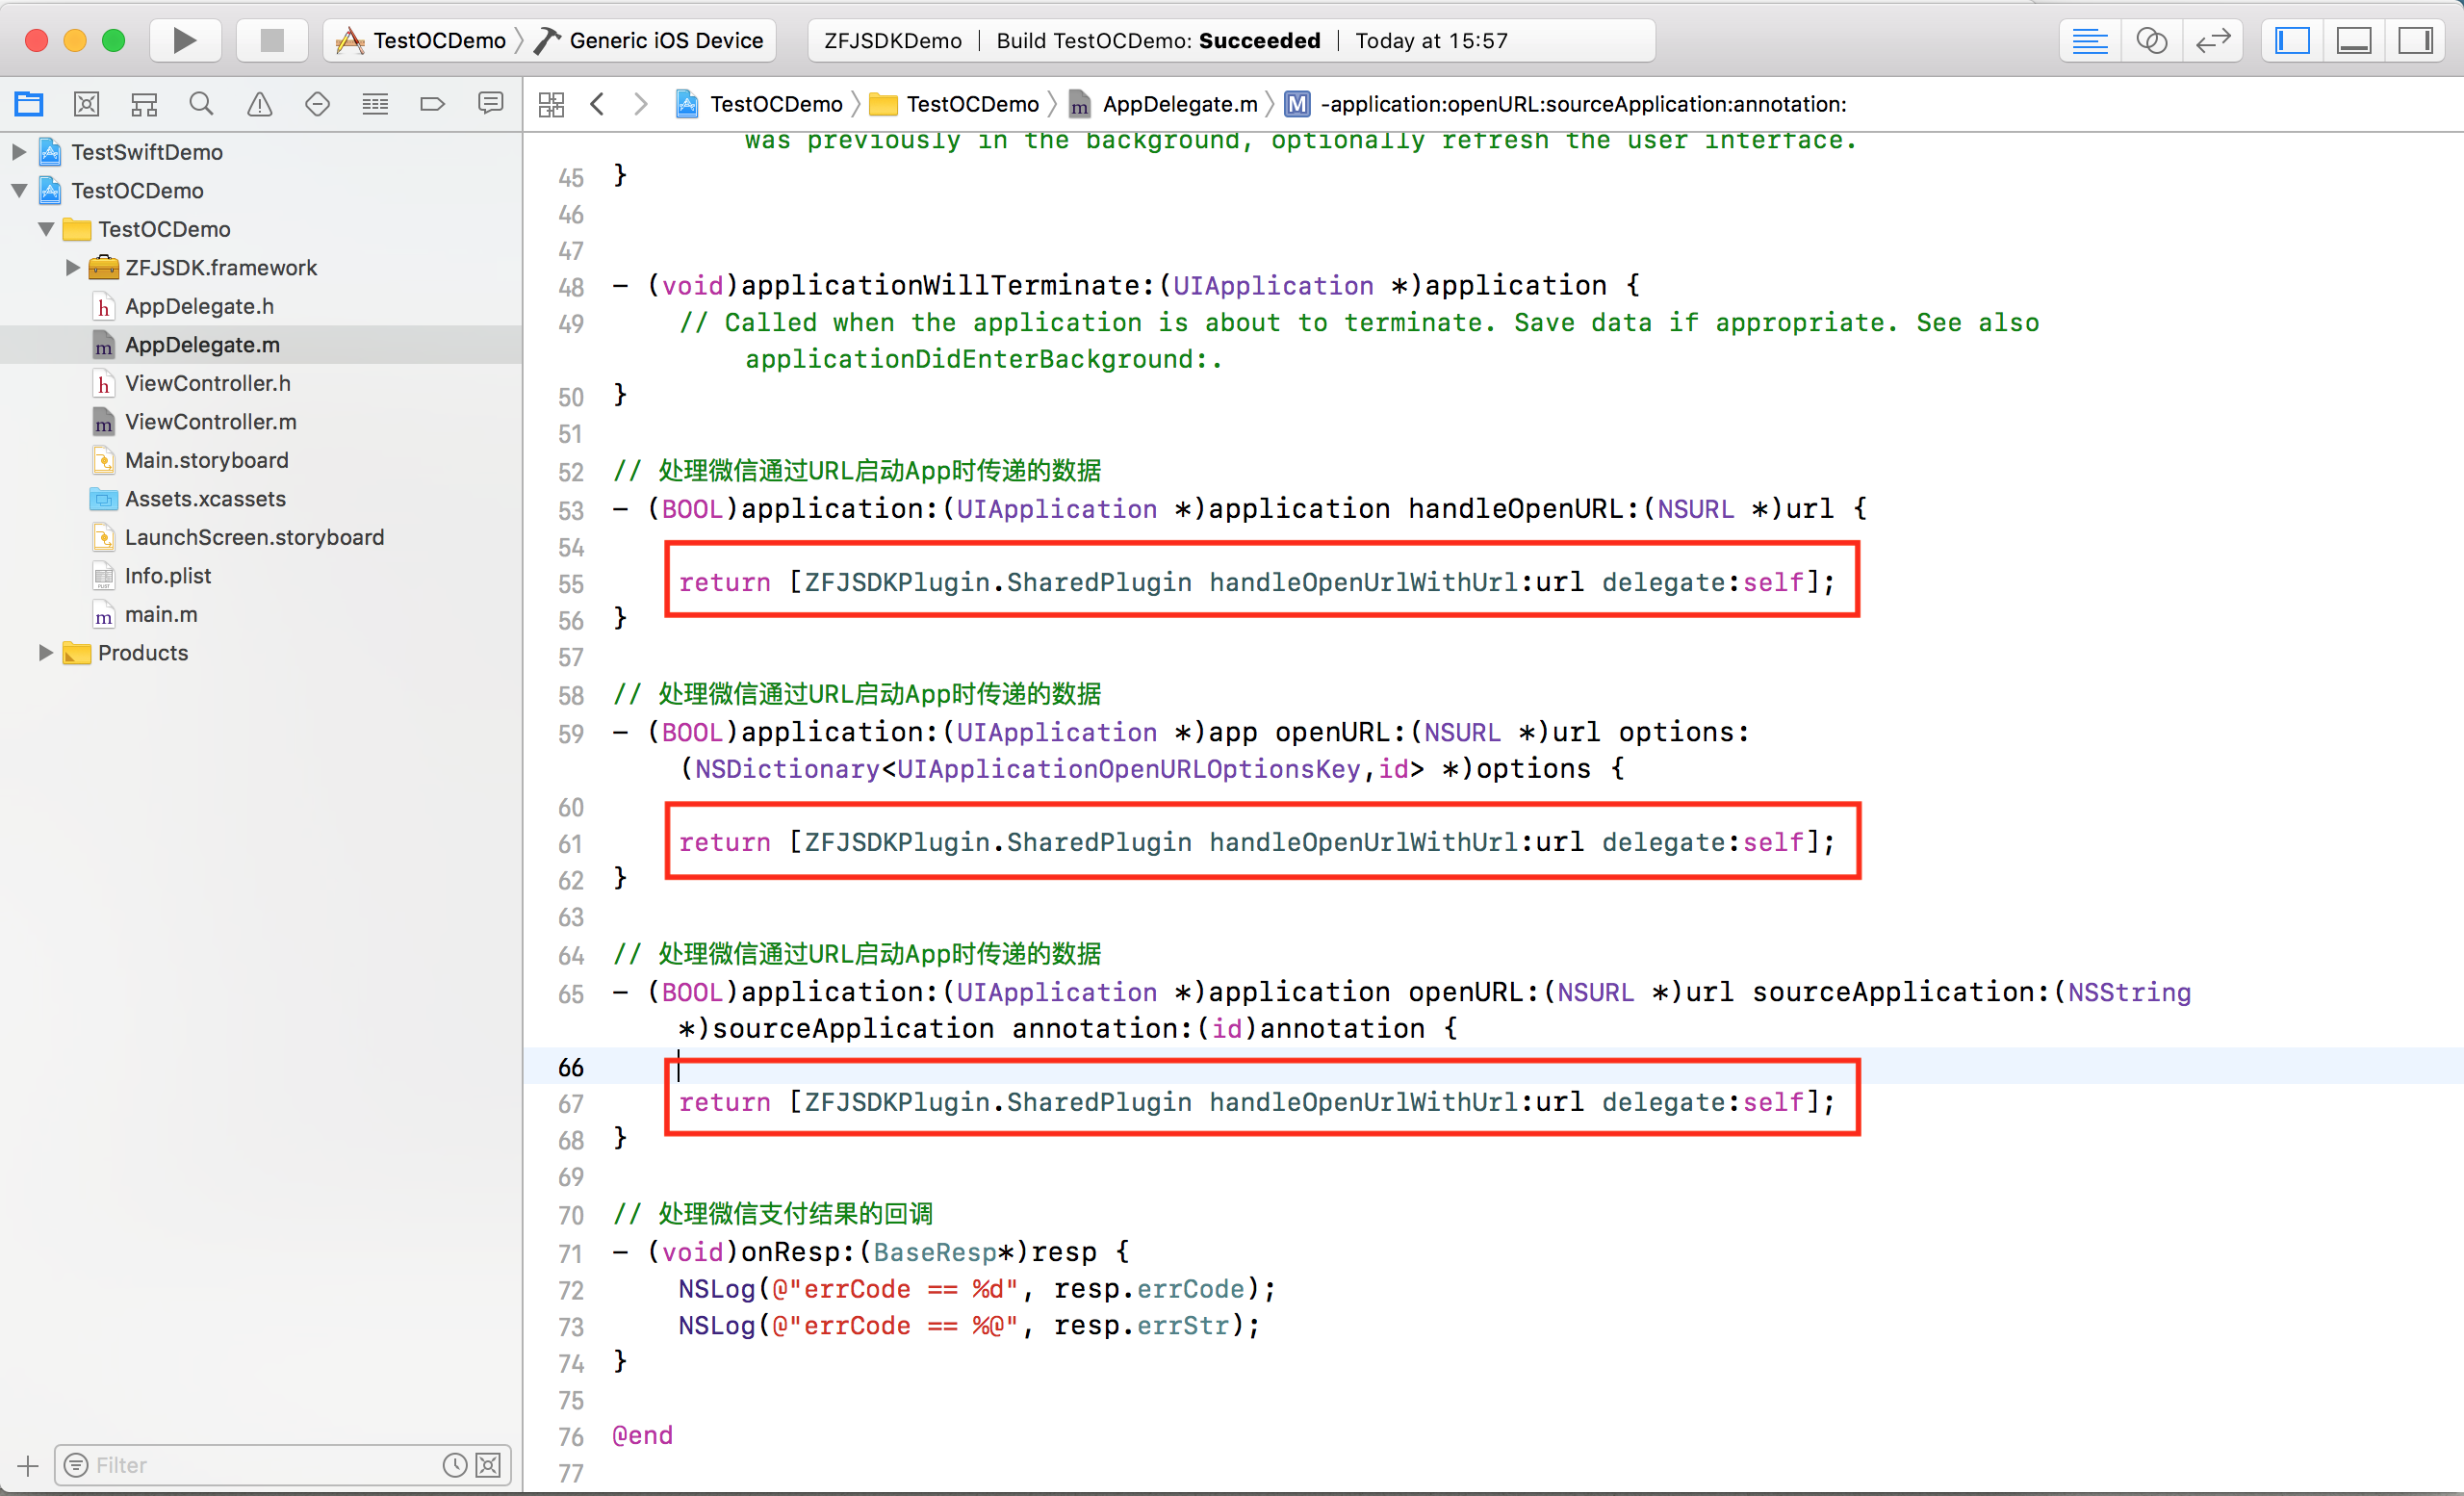 TestOCDemo
Generic iOS Device
ZFJSDKDemo | Build TestOCDemo: Succeeded | Today at 15:57
TestOCDemo
TestOCDemo
AppDelegate.m
M
-application:openURL:sourceApplication:annotation:
TestSwiftDemo
TestOCDemo
TestOCDemo
ZFJSDK.framework
AppDelegate.h
AppDelegate.m
ViewController.h
ViewController.m
Main.storyboard
Assets.xcassets
LaunchScreen.storyboard
Info.plist
main.m
Products
Filter
was previously in the background, optionally refresh the user interface.
45 }
46
47
48 - (void)applicationWillTerminate:(UIApplication *)application {
49 // Called when the application is about to terminate. Save data if appropriate. See also
applicationDidEnterBackground:.
50 }
51
52 // 处理微信通过URL启动App时传递的数据
53 - (BOOL)application:(UIApplication *)application handleOpenURL:(NSURL *)url {
54
55 return [ZFJSDKPlugin.SharedPlugin handleOpenUrlWithUrl:url delegate:self];
56 }
57
58 // 处理微信通过URL启动App时传递的数据
59 - (BOOL)application:(UIApplication *)app openURL:(NSURL *)url options:
(NSDictionary<UIApplicationOpenURLOptionsKey,id> *)options {
60
61 return [ZFJSDKPlugin.SharedPlugin handleOpenUrlWithUrl:url delegate:self];
62 }
63
64 // 处理微信通过URL启动App时传递的数据
65 - (BOOL)application:(UIApplication *)application openURL:(NSURL *)url sourceApplication:(NSString
*)sourceApplication annotation:(id)annotation {
66
67 return [ZFJSDKPlugin.SharedPlugin handleOpenUrlWithUrl:url delegate:self];
68 }
69
70 // 处理微信支付结果的回调
71 - (void)onResp:(BaseResp*)resp {
72 NSLog(@"errCode == %d", resp.errCode);
73 NSLog(@"errCode == %@", resp.errStr);
74 }
75
76 @end
77